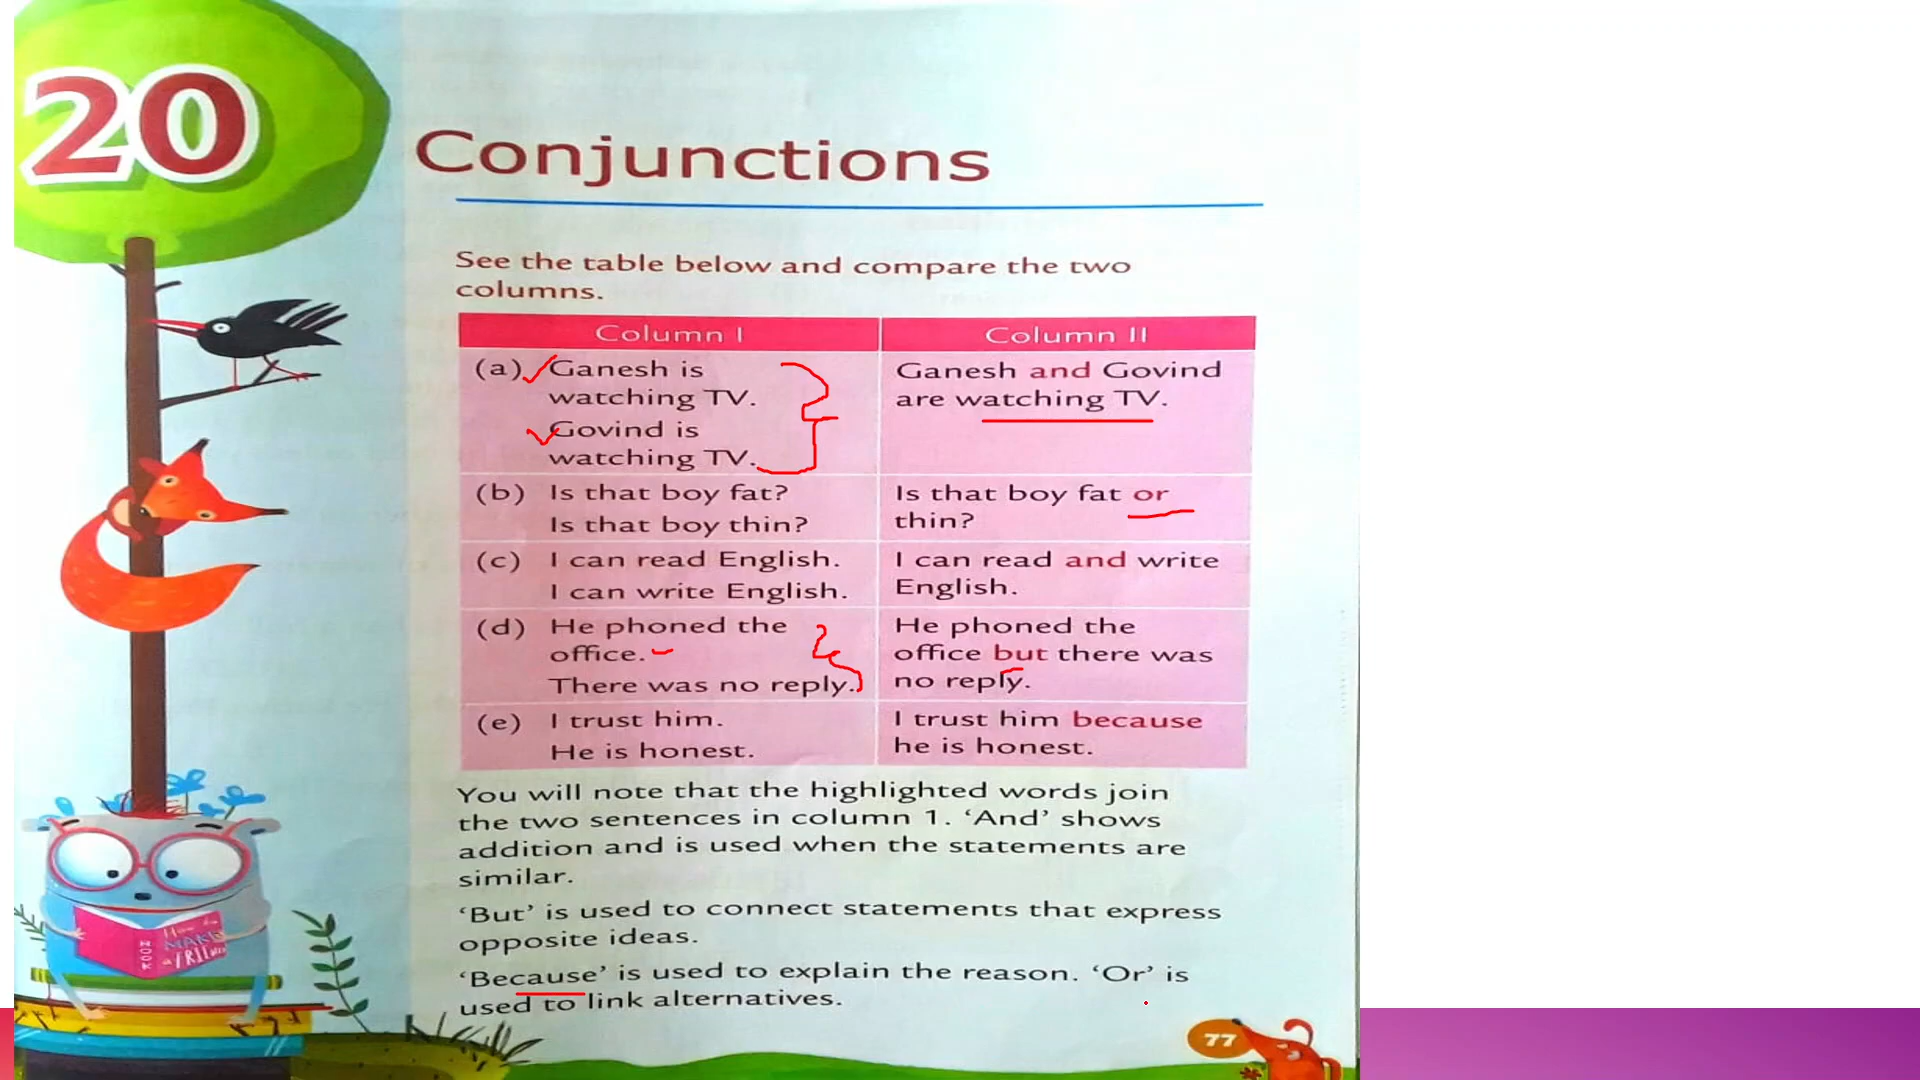 20
Conjunctions
See the table below and compare the two
columns.
Column I
Column II
(a) Ganesh is
watching TV.
Govind is
watching TV.
Ganesh and Govind
are watching TV.
(b) Is that boy fat?
Is that boy thin?
Is that boy fat or
thin?
(c) I can read English.
I can write English.
I can read and write
English.
(d) He phoned the
office.
There was no reply.
He phoned the
office but there was
no reply.
(e) I trust him.
He is honest.
I trust him because
he is honest.
You will note that the highlighted words join
the two sentences in column 1. ‘And’ shows
addition and is used when the statements are
similar.
‘But’ is used to connect statements that express
opposite ideas.
‘Because’ is used to explain the reason. ‘Or’ is
used to link alternatives.
77